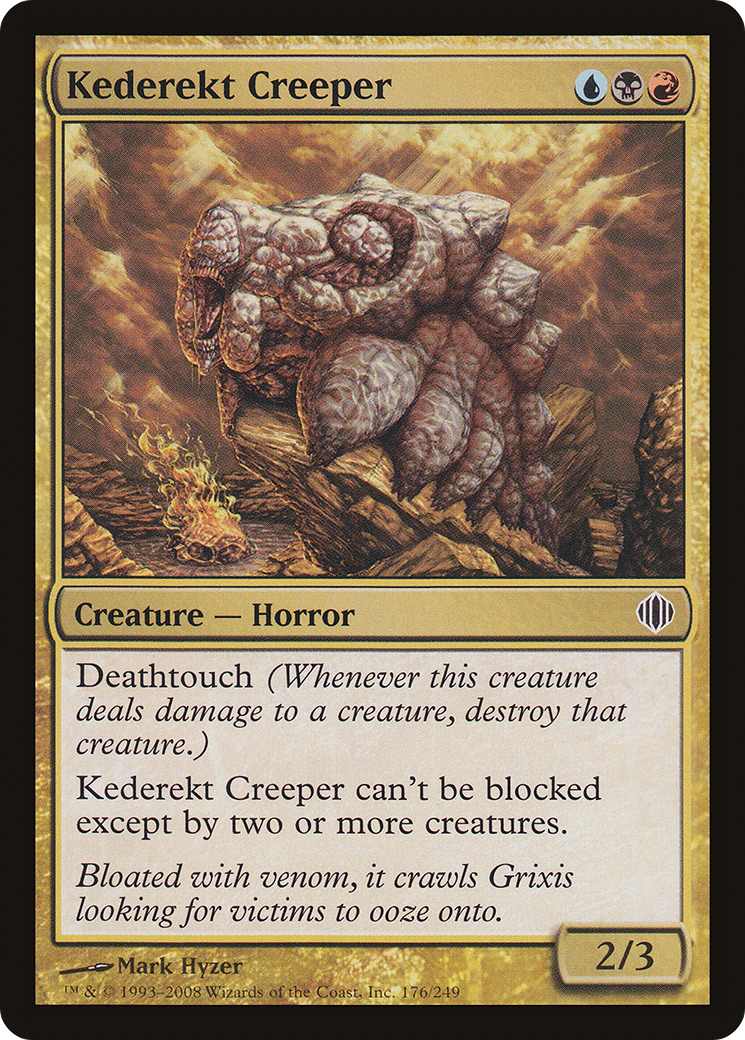 Kederekt Creeper
Creature — Horror
Deathtouch (Whenever this creature
deals damage to a creature, destroy that
creature.)
Kederekt Creeper can't be blocked
except by two or more creatures.
Bloated with venom, it crawls Grixis
looking for victims to ooze onto.
2/3
Mark Hyzer
™ & © 1993–2008 Wizards of the Coast, Inc. 176/249